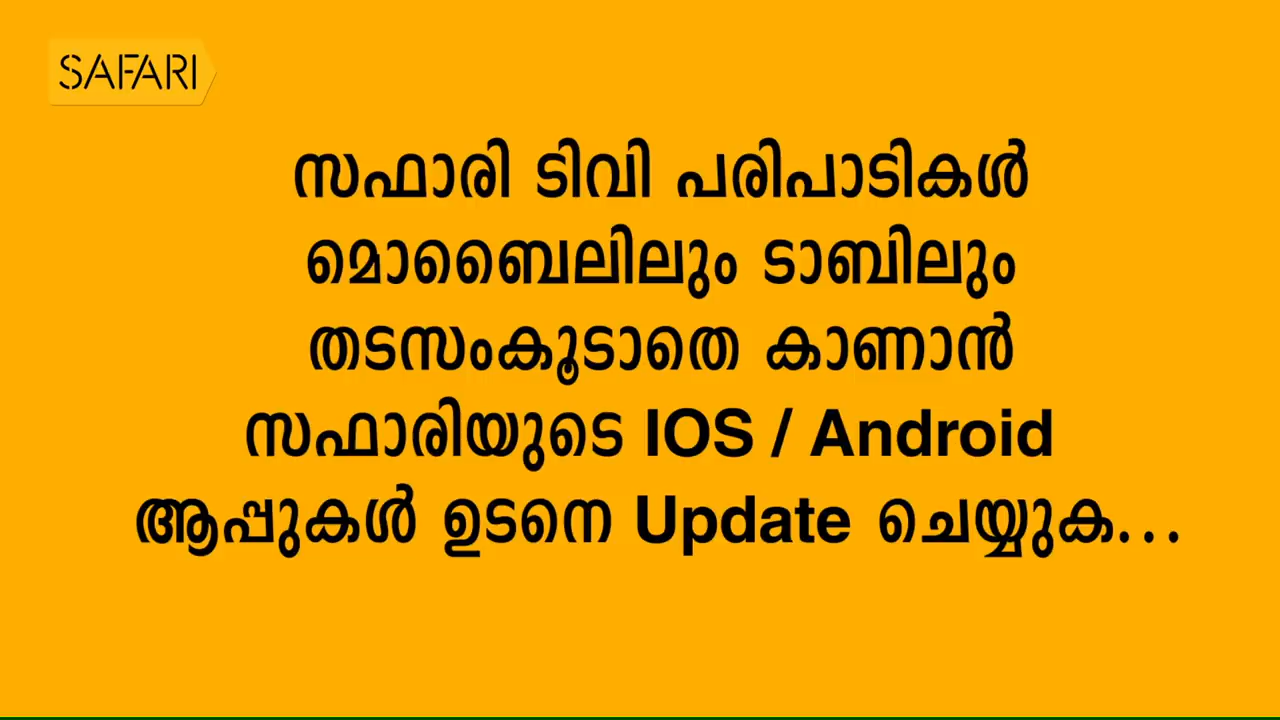 SAFARI
സഫാരി ടിവി പരിപാടികൾ
മൊബൈലിലും ടാബിലും
തടസംകൂടാതെ കാണാൻ
സഫാരിയുടെ IOS / Android
ആപ്പുകൾ ഉടനെ Update ചെയ്യുക...